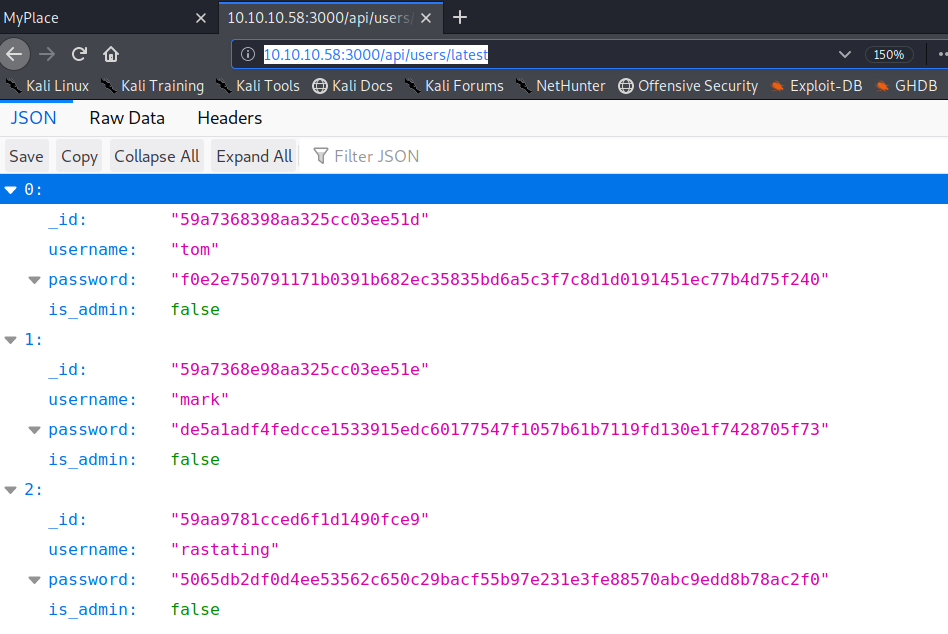 MyPlace × 10.10.10.58:3000/api/users/ × +
10.10.10.58:3000/api/users/latest 150%
Kali Linux Kali Training Kali Tools Kali Docs Kali Forums NetHunter Offensive Security Exploit-DB GHDB
JSON Raw Data Headers
Save Copy Collapse All Expand All Filter JSON
0:
_id: "59a7368398aa325cc03ee51d"
username: "tom"
password: "f0e2e750791171b0391b682ec35835bd6a5c3f7c8d1d0191451ec77b4d75f240"
is_admin: false
1:
_id: "59a7368e98aa325cc03ee51e"
username: "mark"
password: "de5a1adf4fedcce1533915edc60177547f1057b61b7119fd130e1f7428705f73"
is_admin: false
2:
_id: "59aa9781cced6f1d1490fce9"
username: "rastating"
password: "5065db2df0d4ee53562c650c29bacf55b97e231e3fe88570abc9edd8b78ac2f0"
is_admin: false